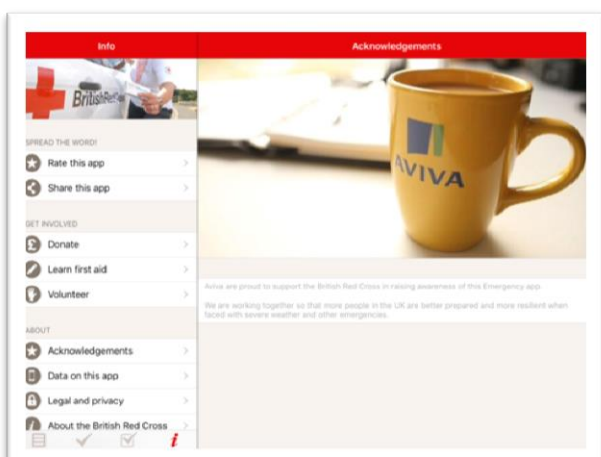 Info
Acknowledgements
BritishRed
AVIVA
SPREAD THE WORD!
Rate this app
Share this app
GET INVOLVED
Donate
Learn first aid
Volunteer
ABOUT
Acknowledgements
Data on this app
Legal and privacy
About the British Red Cross
Aviva are proud to support the British Red Cross in raising awareness of this Emergency app.
We are working together so that more people in the UK are better prepared and more resilient when
faced with severe weather and other emergencies.